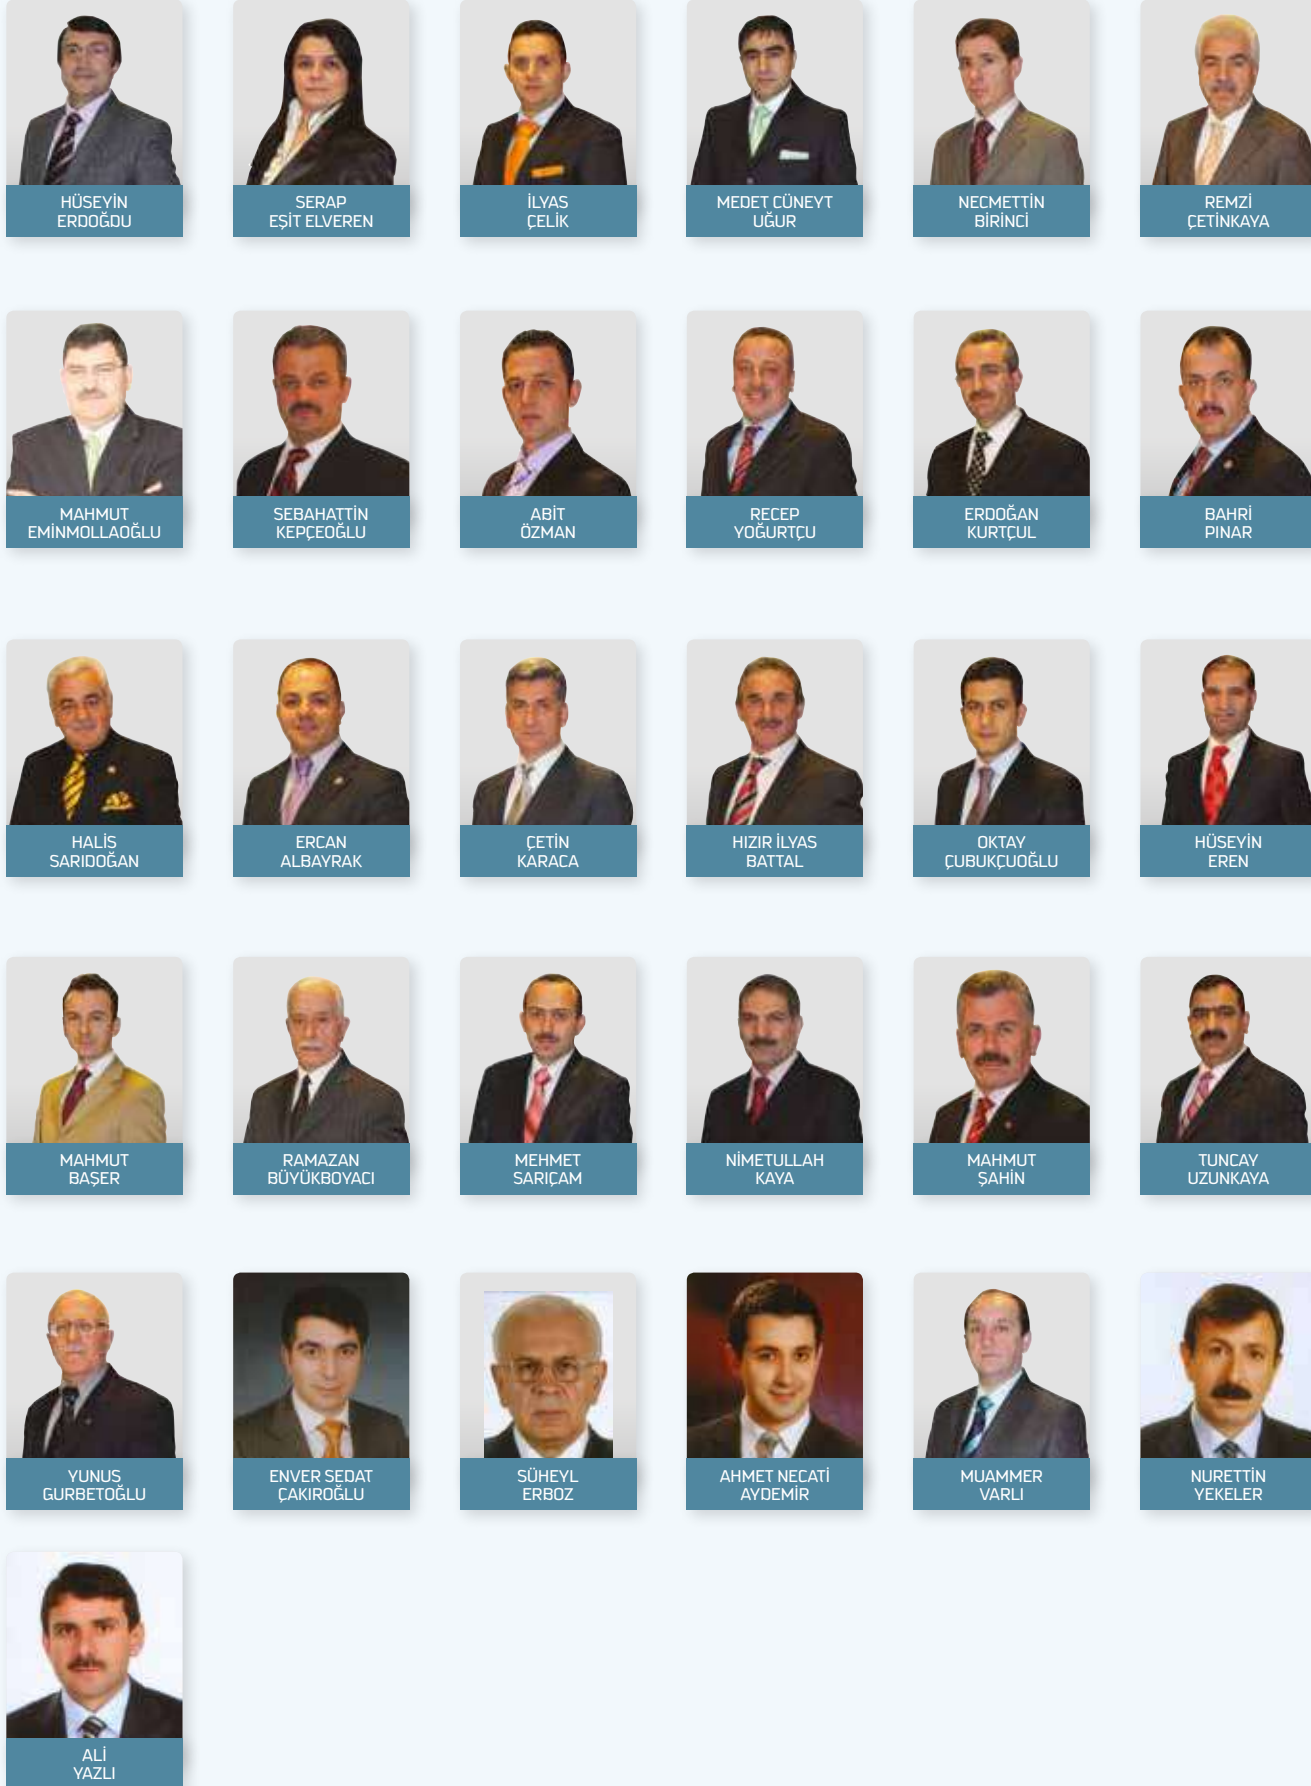 HÜSEYİN
ERDOĞDU
SERAP
EŞİT ELVEREN
İLYAS
ÇELİK
MEDET CÜNEYT
UĞUR
NECMETTİN
BİRİNCİ
REMZİ
ÇETİNKAYA
MAHMUT
EMİNMOLLAOĞLU
SEBAHATTİN
KEPÇEOĞLU
ABİT
ÖZMAN
RECEP
YOĞURTÇU
ERDOĞAN
KURTÇUL
BAHRİ
PINAR
HALİS
SARIDOĞAN
ERCAN
ALBAYRAK
ÇETİN
KARACA
HIZIR İLYAS
BATTAL
OKTAY
ÇUBUKÇUOĞLU
HÜSEYİN
EREN
MAHMUT
BAŞER
RAMAZAN
BÜYÜKBOYACI
MEHMET
SARIÇAM
NİMETULLAH
KAYA
MAHMUT
ŞAHİN
TUNCAY
UZUNKAYA
YUNUS
GURBETOĞLU
ENVER SEDAT
ÇAKIROĞLU
SÜHEYL
ERBOZ
AHMET NECATİ
AYDEMİR
MUAMMER
VARLI
NURETTİN
YEKELER
ALİ
YAZLI